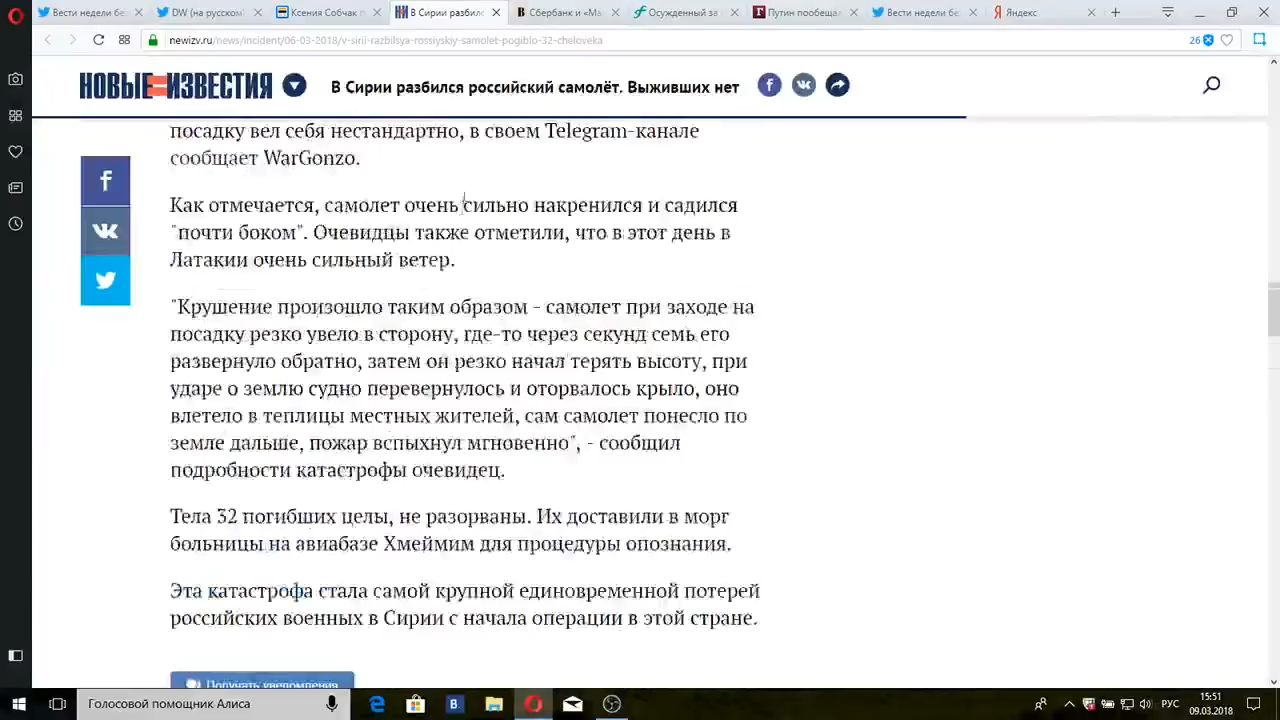 Вести недели бе
DW (на русском
Ксения Собчак п
В Сирии разбилс
Сбербанк и «Ма
Осужденный за
Путин пообеща
Вести недели бе
Яндекс
newizv.ru/news/incident/06-03-2018/v-sirii-razbilsya-rossiyskiy-samolet-pogiblo-32-cheloveka
26
НОВЫЕ ИЗВЕСТИЯ
В Сирии разбился российский самолёт. Выживших нет
посадку вел себя нестандартно, в своем Telegram-канале
сообщает WarGonzo.
Как отмечается, самолет очень сильно накренился и садился
"почти боком". Очевидцы также отметили, что в этот день в
Латакии очень сильный ветер.
"Крушение произошло таким образом - самолет при заходе на
посадку резко увело в сторону, где-то через секунд семь его
развернуло обратно, затем он резко начал терять высоту, при
ударе о землю судно перевернулось и оторвалось крыло, оно
влетело в теплицы местных жителей, сам самолет понесло по
земле дальше, пожар вспыхнул мгновенно", - сообщил
подробности катастрофы очевидец.
Тела 32 погибших целы, не разорваны. Их доставили в морг
больницы на авиабазе Хмеймим для процедуры опознания.
Эта катастрофа стала самой крупной единовременной потерей
российских военных в Сирии с начала операции в этой стране.
Получать уведомления
Голосовой помощник Алиса
РУС
15:51
09.03.2018